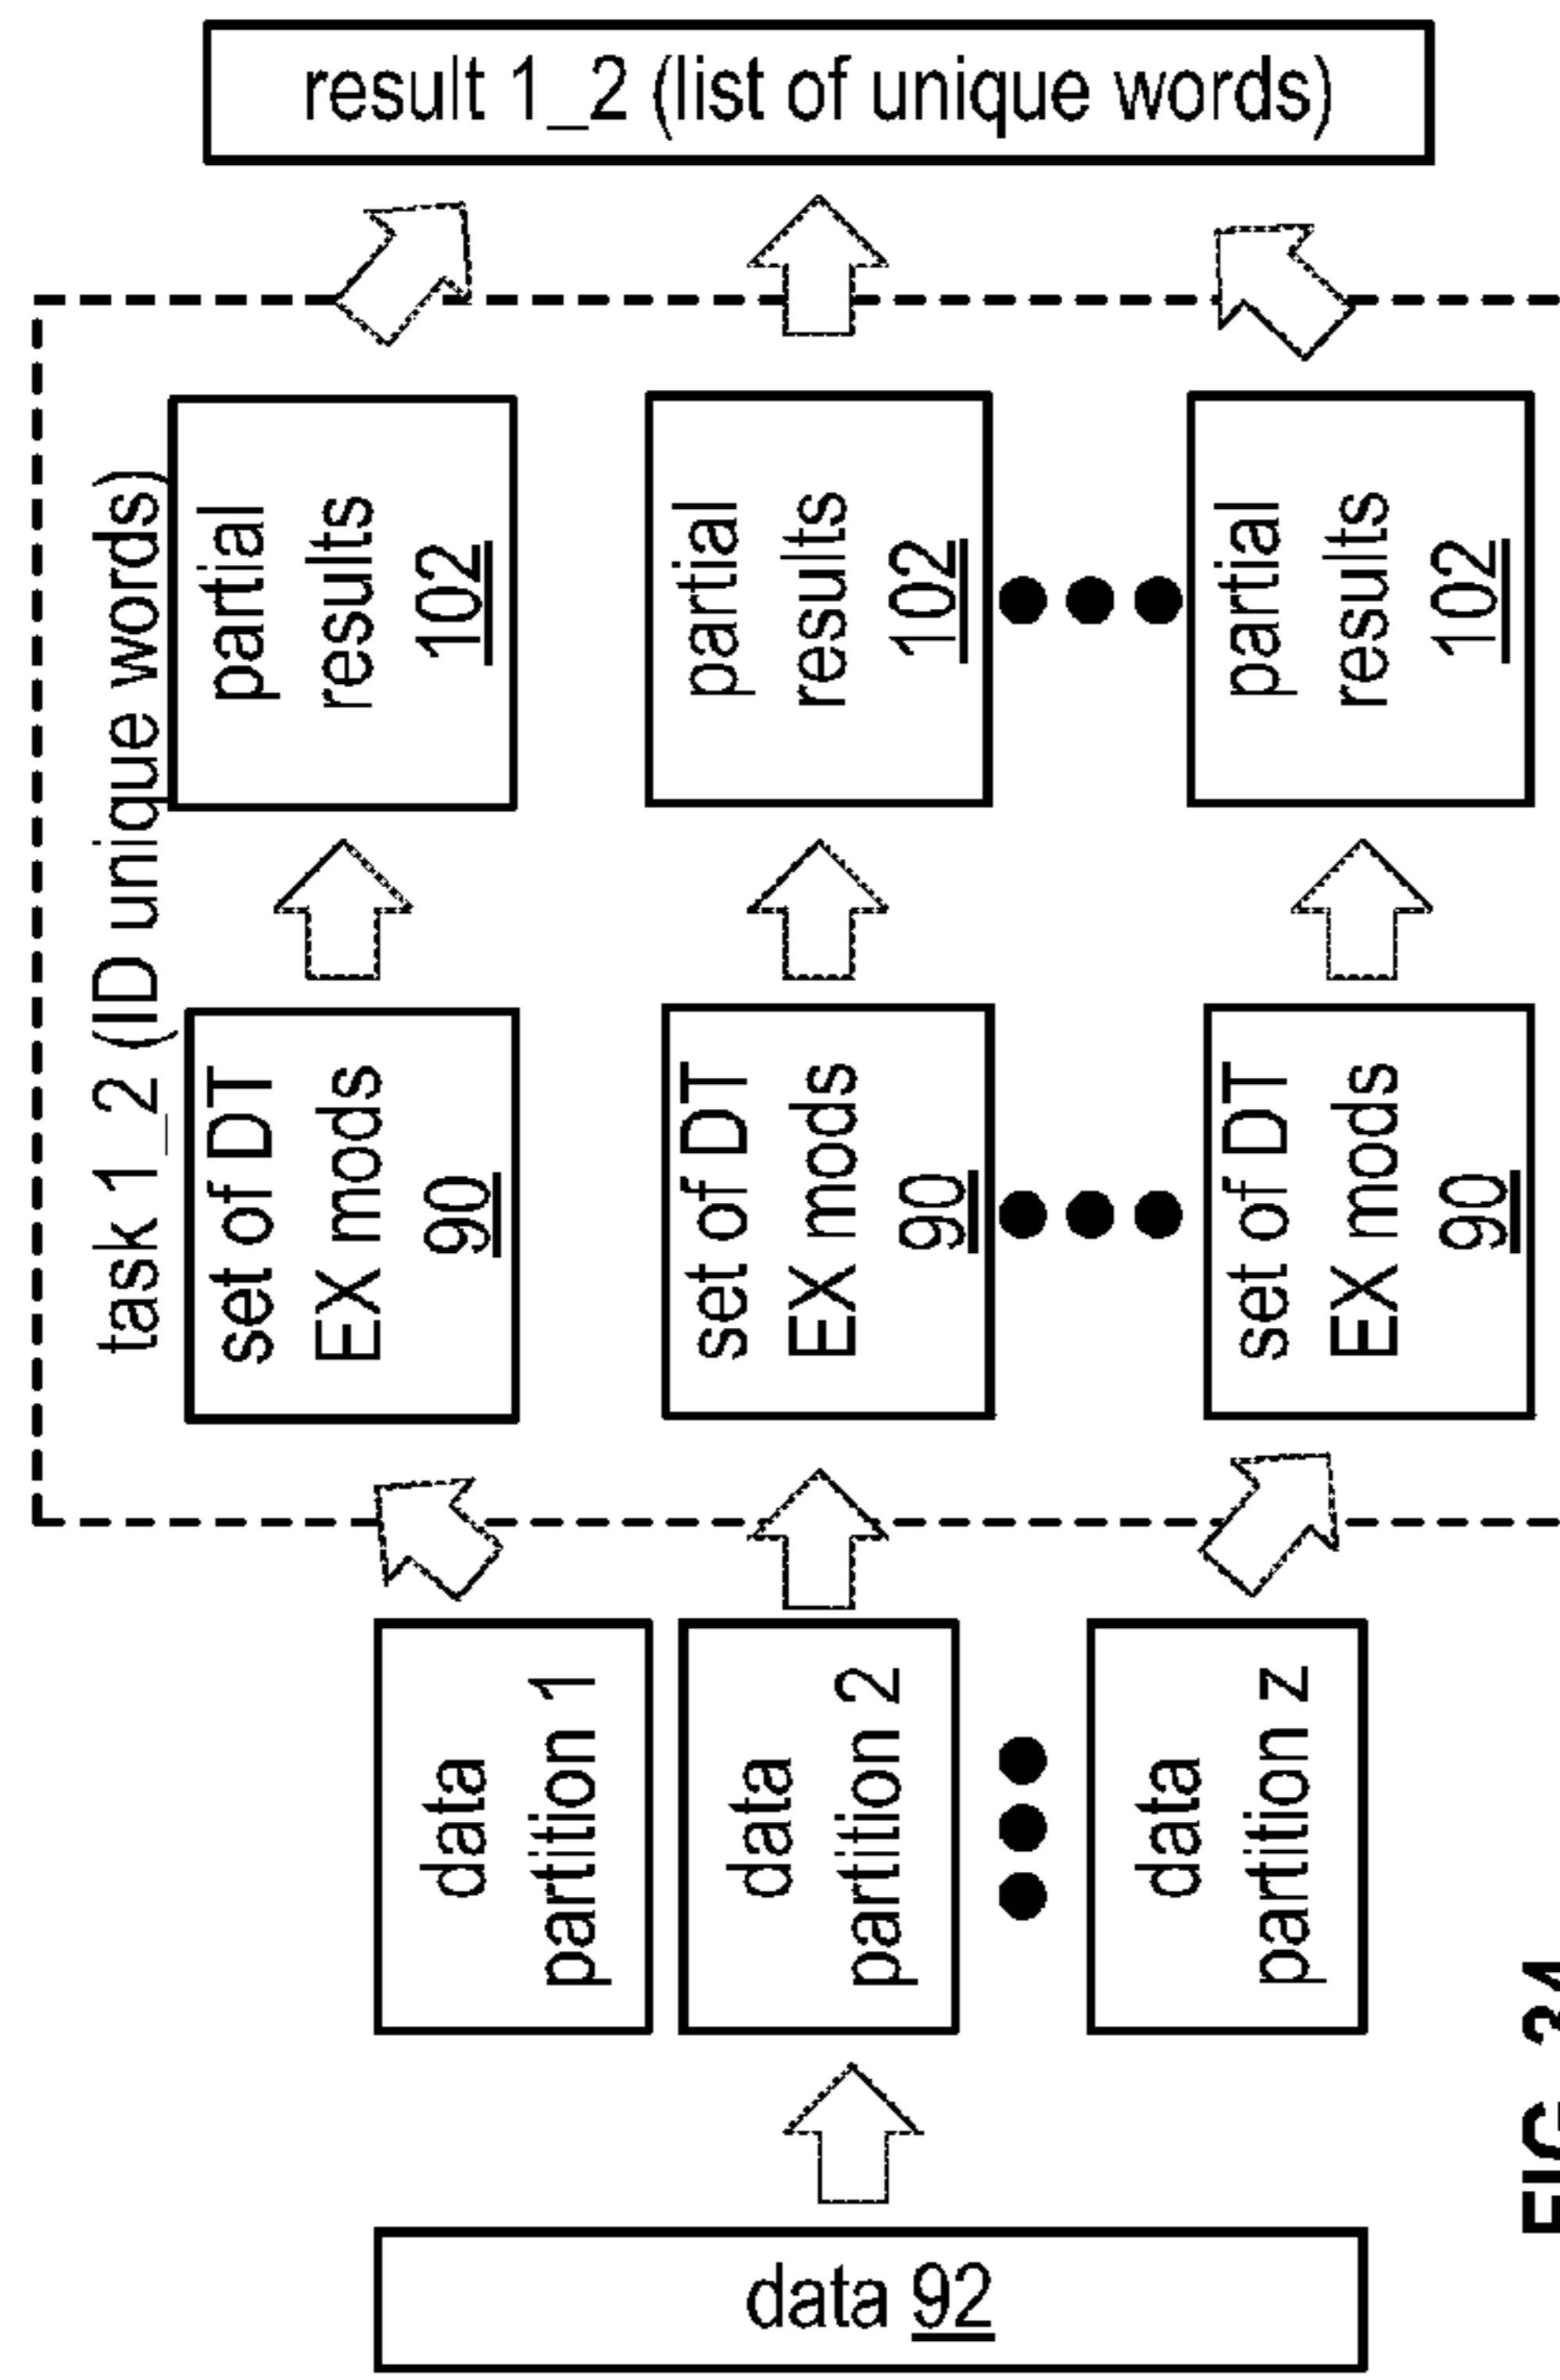 task 1_2 (ID unique words)
data 92
data
partition 1
set of DT
EX mods
90
partial
results
102
data
partition 2
set of DT
EX mods
90
partial
results
102
data
partition z
set of DT
EX mods
90
partial
results
102
result 1_2 (list of unique words)
FIG